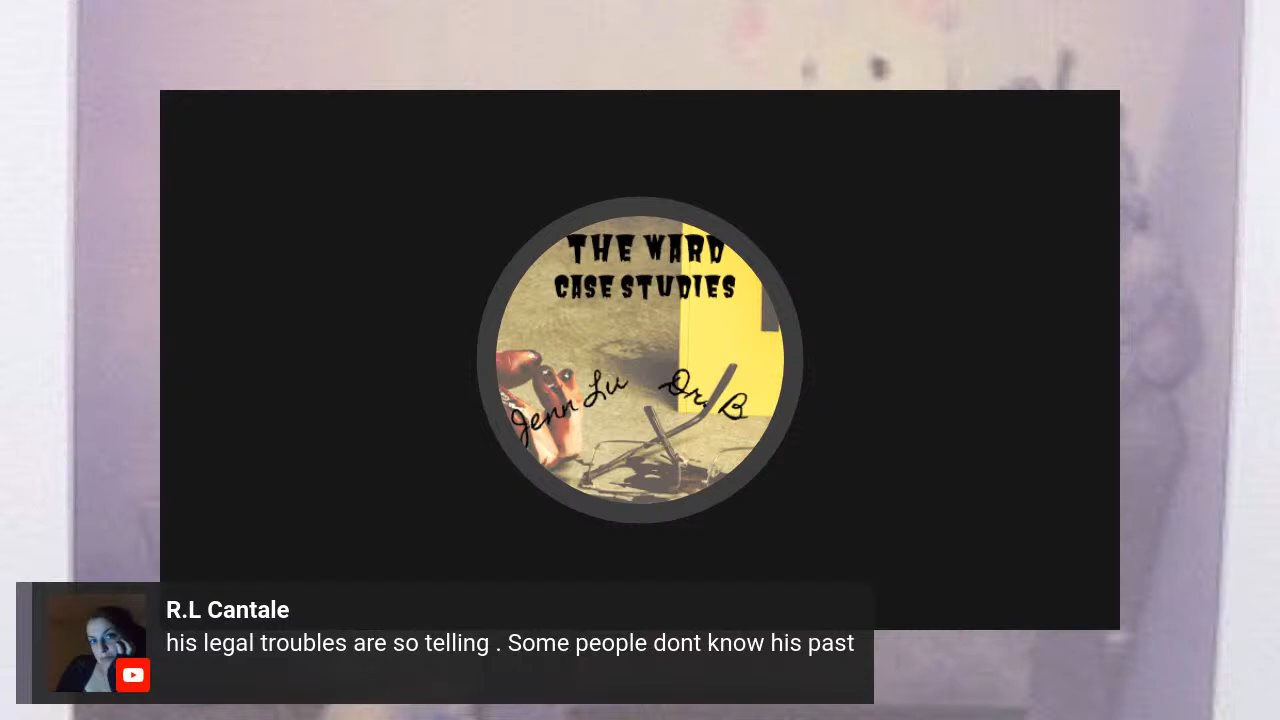 THE WARD
CASE STUDIES
Jenn Lu
Dr. B
R.L Cantale
his legal troubles are so telling . Some people dont know his past